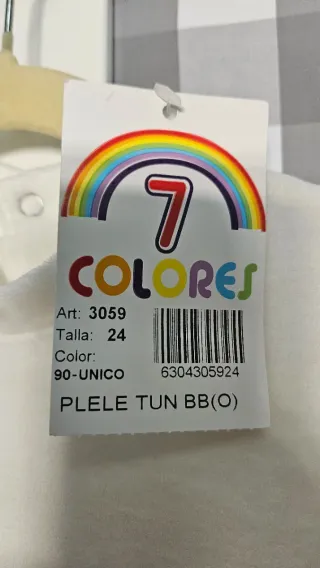 7
COLORES
Art: 3059
Talla: 24
Color:
90-UNICO
6304305924
PLELE TUN BB(O)